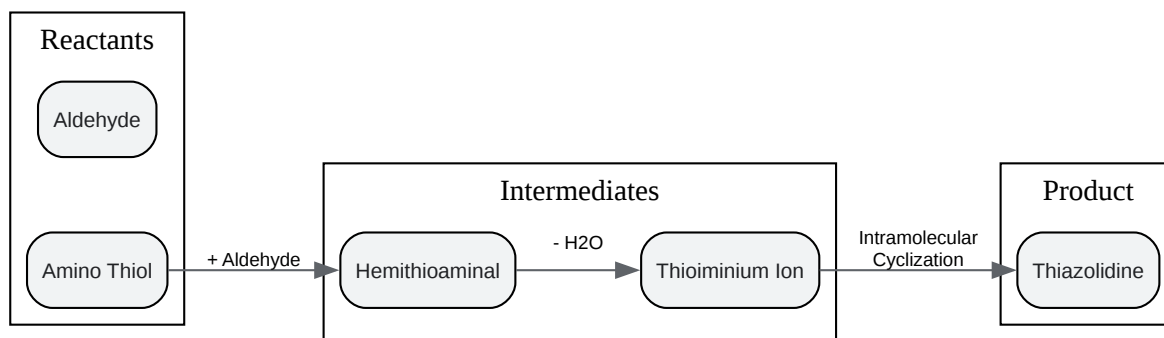 Reactants
Aldehyde
Amino Thiol
+ Aldehyde
Intermediates
Hemithioaminal
- H2O
Thioiminium Ion
Intramolecular
Cyclization
Product
Thiazolidine